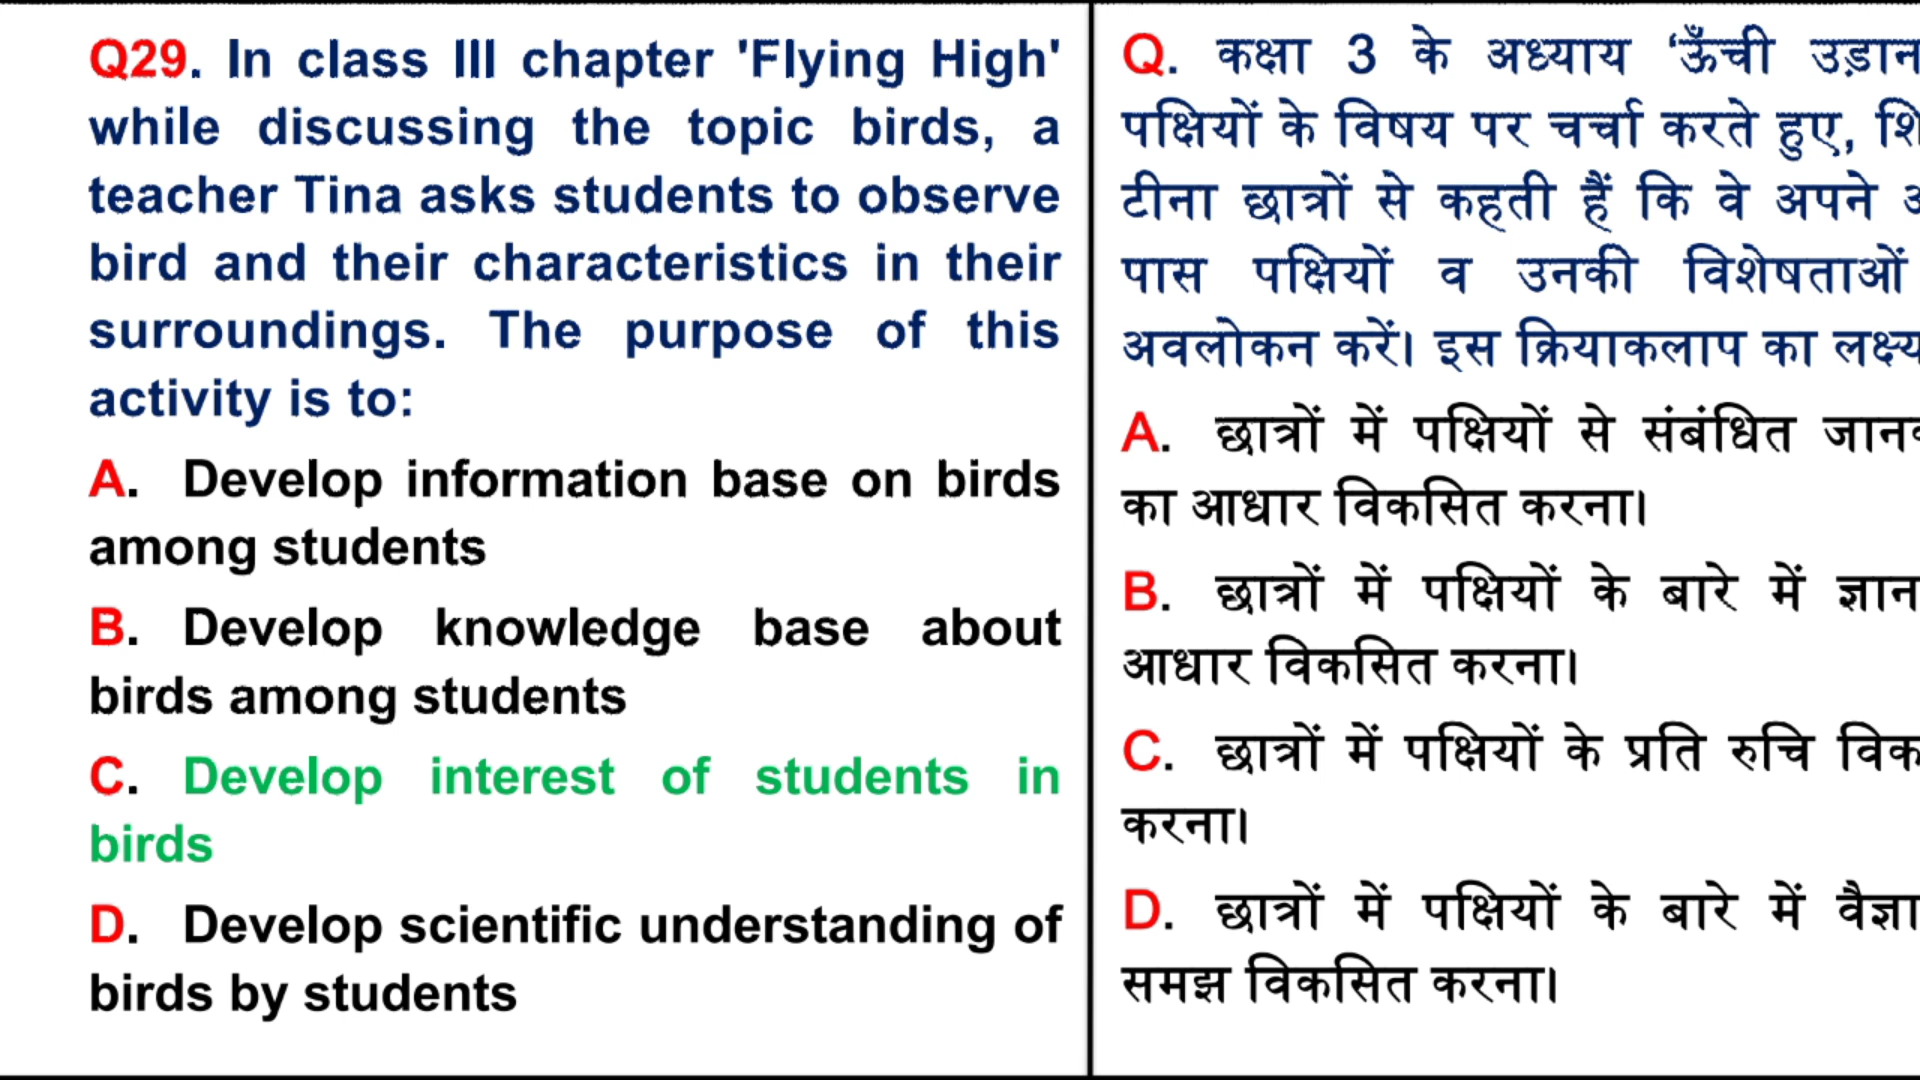 Q29. In class III chapter 'Flying High'
while discussing the topic birds, a
teacher Tina asks students to observe
bird and their characteristics in their
surroundings. The purpose of this
activity is to:
A. Develop information base on birds
among students
B. Develop knowledge base about
birds among students
C. Develop interest of students in
birds
D. Develop scientific understanding of
birds by students
Q. कक्षा 3 के अध्याय ‘ऊँची उड़ान
पक्षियों के विषय पर चर्चा करते हुए,
टीना छात्रों से कहती हैं कि वे अपने
पास पक्षियों व उनकी विशेषताओं
अवलोकन करें। इस क्रियाकलाप का लक्ष्य
A. छात्रों में पक्षियों से संबंधित
का आधार विकसित करना।
B. छात्रों में पक्षियों के बारे में ज्ञान
आधार विकसित करना।
C. छात्रों में पक्षियों के प्रति रुचि
करना।
D. छात्रों में पक्षियों के बारे में
समझ विकसित करना।